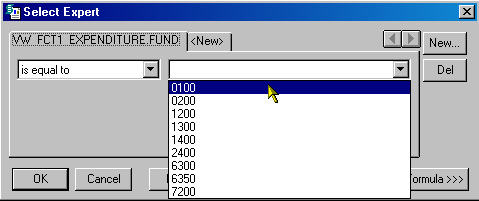 Select Expert
VW_FCT1_EXPENDITURE.FUND <New>
New...
is equal to
Del
0100
0200
1200
1300
1400
2400
6300
6350
7200
OK Cancel ormula >>>